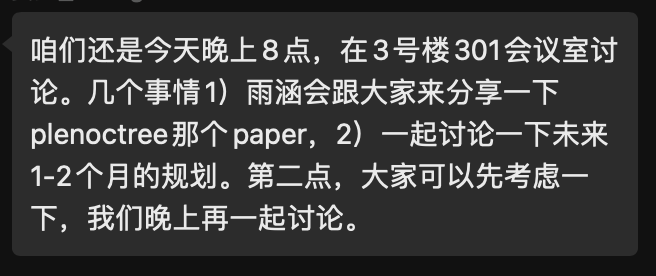 咱们还是今天晚上8点，在3号楼301会议室讨
论。几个事情1）雨涵会跟大家来分享一下
plenoctree那个paper，2）一起讨论一下未来
1-2个月的规划。第二点，大家可以先考虑一
下，我们晚上再一起讨论。